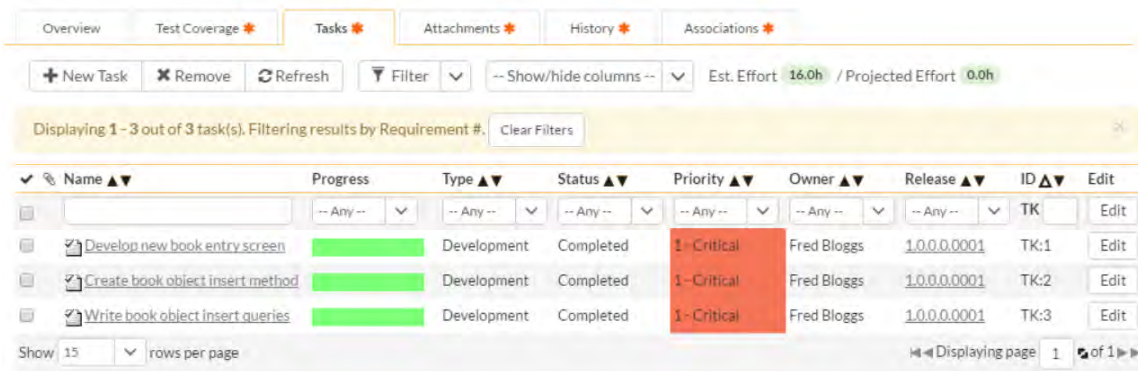 Overview Test Coverage Tasks Attachments History Associations
New Task Remove Refresh Filter -- Show/hide columns -- Est. Effort 16.0h / Projected Effort 0.0h
Displaying 1 - 3 out of 3 task(s). Filtering results by Requirement #. Clear Filters
Name Progress Type Status Priority Owner Release ID Edit
-- Any -- -- Any -- -- Any -- -- Any -- -- Any -- -- Any -- TK Edit
Develop new book entry screen Development Completed 1 - Critical Fred Bloggs 1.0.0.0.0001 TK:1 Edit
Create book object insert method Development Completed 1 - Critical Fred Bloggs 1.0.0.0.0001 TK:2 Edit
Write book object insert queries Development Completed 1 - Critical Fred Bloggs 1.0.0.0.0001 TK:3 Edit
Show 15 rows per page Displaying page 1 of 1